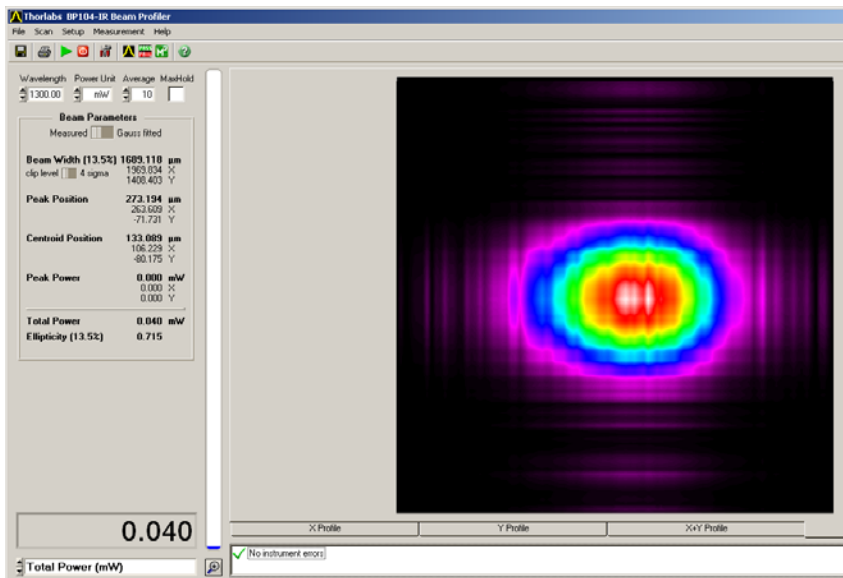 Thorlabs BP104-IR Beam Profiler
File Scan Setup Measurement Help
Wavelength Power Unit Average MaxHold
1300.00 mW 10
Beam Parameters
Measured Gauss fitted
Beam Width (13.5%) 1689.118 µm
clip level 4 sigma 1969.834 X
1408.403 Y
Peak Position 273.194 µm
263.609 X
-71.731 Y
Centroid Position 133.089 µm
106.229 X
-80.175 Y
Peak Power 0.000 mW
0.000 X
0.000 Y
Total Power 0.040 mW
Ellipticity (13.5%) 0.715
0.040
Total Power (mW)
X Profile Y Profile X+Y Profile
No instrument errors